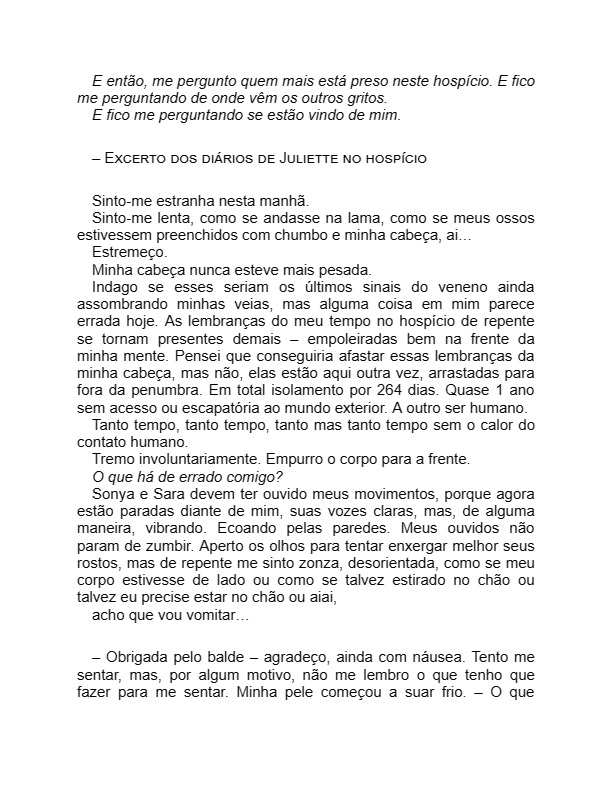 E então, me pergunto quem mais está preso neste hospício. E fico
me perguntando de onde vêm os outros gritos.
E fico me perguntando se estão vindo de mim.
– Excerto dos diários de Juliette no hospício
Sinto-me estranha nesta manhã.
Sinto-me lenta, como se andasse na lama, como se meus ossos
estivessem preenchidos com chumbo e minha cabeça, ai…
Estremeço.
Minha cabeça nunca esteve mais pesada.
Indago se esses seriam os últimos sinais do veneno ainda
assombrando minhas veias, mas alguma coisa em mim parece
errada hoje. As lembranças do meu tempo no hospício de repente
se tornam presentes demais – empoleiradas bem na frente da
minha mente. Pensei que conseguiria afastar essas lembranças da
minha cabeça, mas não, elas estão aqui outra vez, arrastadas para
fora da penumbra. Em total isolamento por 264 dias. Quase 1 ano
sem acesso ou escapatória ao mundo exterior. A outro ser humano.
Tanto tempo, tanto tempo, tanto mas tanto tempo sem o calor do
contato humano.
Tremo involuntariamente. Empurro o corpo para a frente.
O que há de errado comigo?
Sonya e Sara devem ter ouvido meus movimentos, porque agora
estão paradas diante de mim, suas vozes claras, mas, de alguma
maneira, vibrando. Ecoando pelas paredes. Meus ouvidos não
param de zumbir. Aperto os olhos para tentar enxergar melhor seus
rostos, mas de repente me sinto zonza, desorientada, como se meu
corpo estivesse de lado ou como se talvez estirado no chão ou
talvez eu precise estar no chão ou aiai,
acho que vou vomitar…
– Obrigada pelo balde – agradeço, ainda com náusea. Tento me
sentar, mas, por algum motivo, não me lembro o que tenho que
fazer para me sentar. Minha pele começou a suar frio. – O que